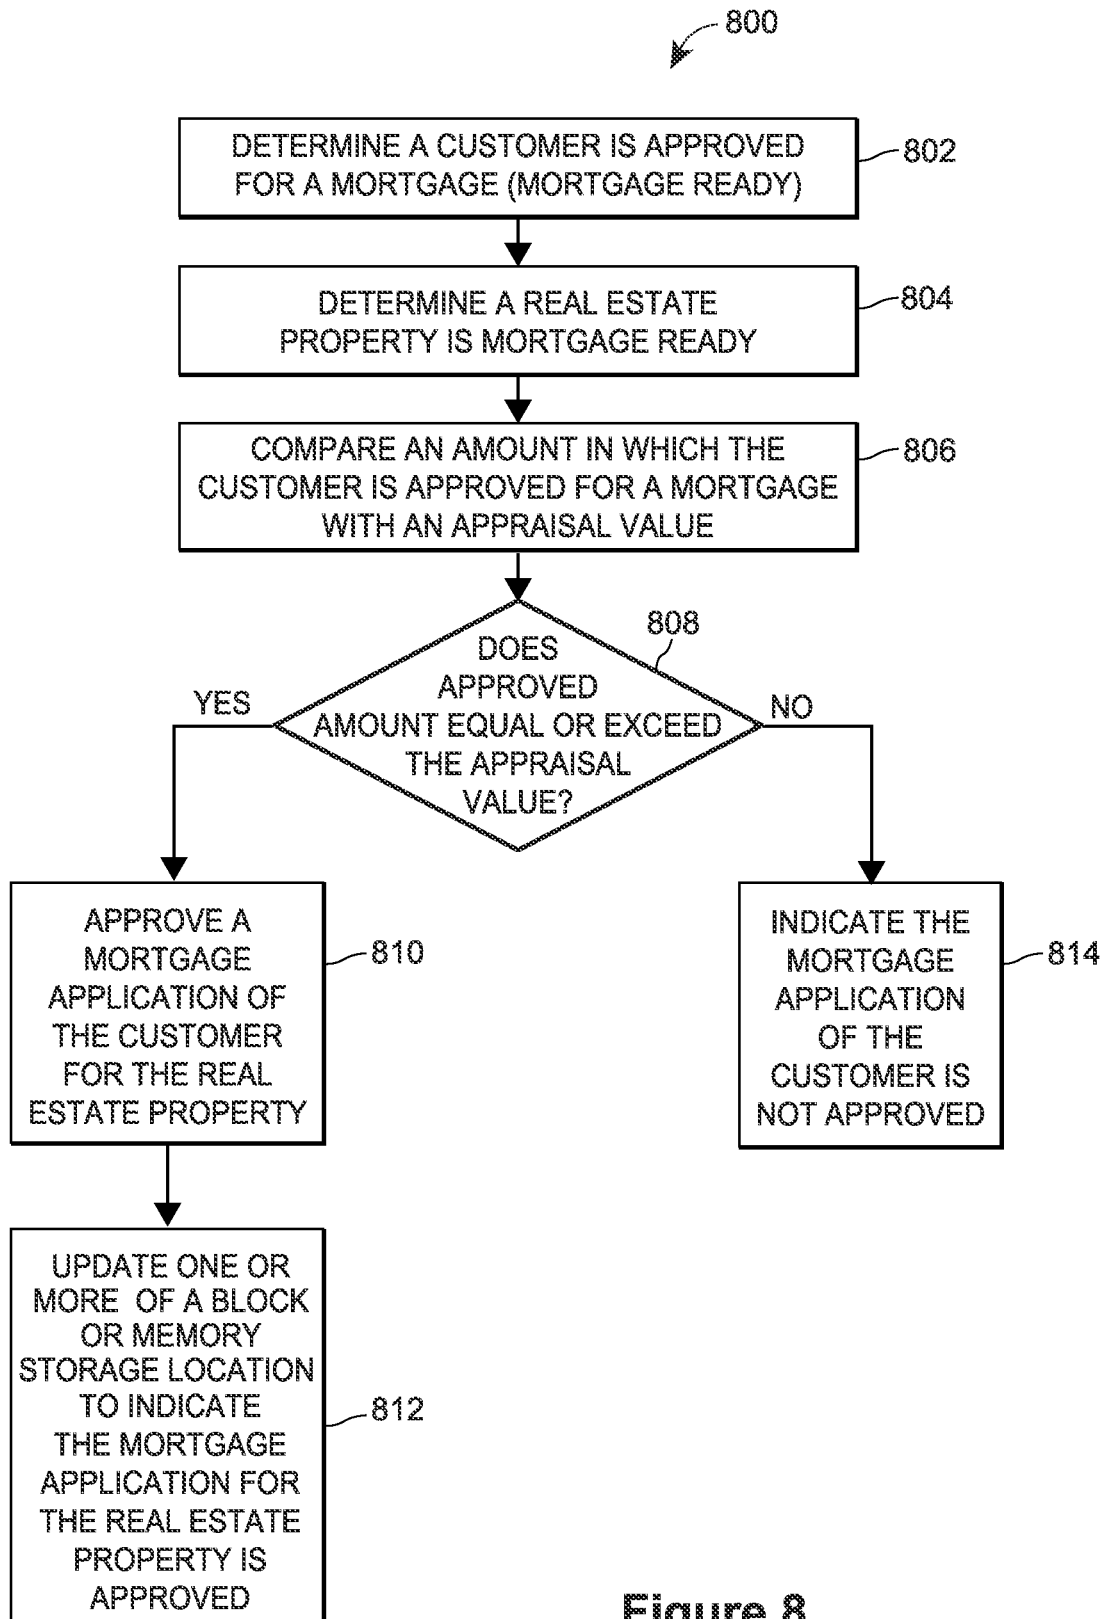 800
DETERMINE A CUSTOMER IS APPROVED
FOR A MORTGAGE (MORTGAGE READY)
802
DETERMINE A REAL ESTATE
PROPERTY IS MORTGAGE READY
804
COMPARE AN AMOUNT IN WHICH THE
CUSTOMER IS APPROVED FOR A MORTGAGE
WITH AN APPRAISAL VALUE
806
808
DOES
APPROVED
AMOUNT EQUAL OR EXCEED
THE APPRAISAL
VALUE?
YES
NO
APPROVE A
MORTGAGE
APPLICATION OF
THE CUSTOMER
FOR THE REAL
ESTATE PROPERTY
810
INDICATE THE
MORTGAGE
APPLICATION
OF THE
CUSTOMER IS
NOT APPROVED
814
UPDATE ONE OR
MORE OF A BLOCK
OR MEMORY
STORAGE LOCATION
TO INDICATE
THE MORTGAGE
APPLICATION FOR
THE REAL ESTATE
PROPERTY IS
APPROVED
812
Figure 8